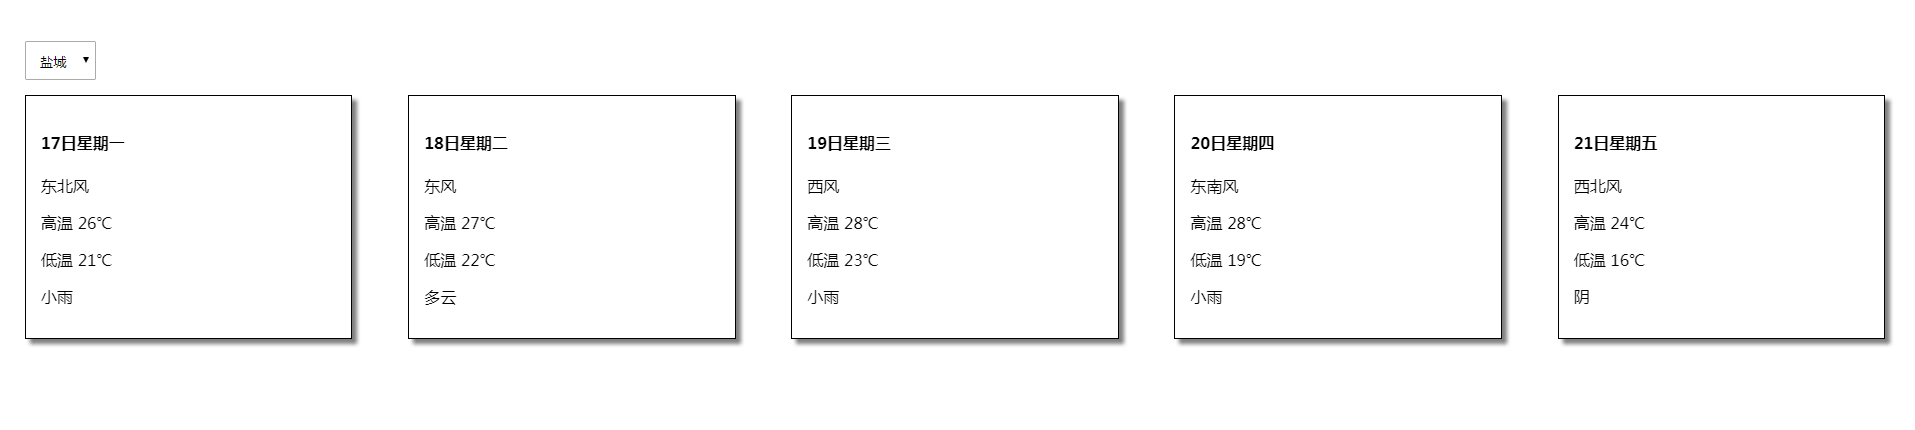 盐城
17日星期一
东北风
高温 26℃
低温 21℃
小雨
18日星期二
东风
高温 27℃
低温 22℃
多云
19日星期三
西风
高温 28℃
低温 23℃
小雨
20日星期四
东南风
高温 28℃
低温 19℃
小雨
21日星期五
西北风
高温 24℃
低温 16℃
阴